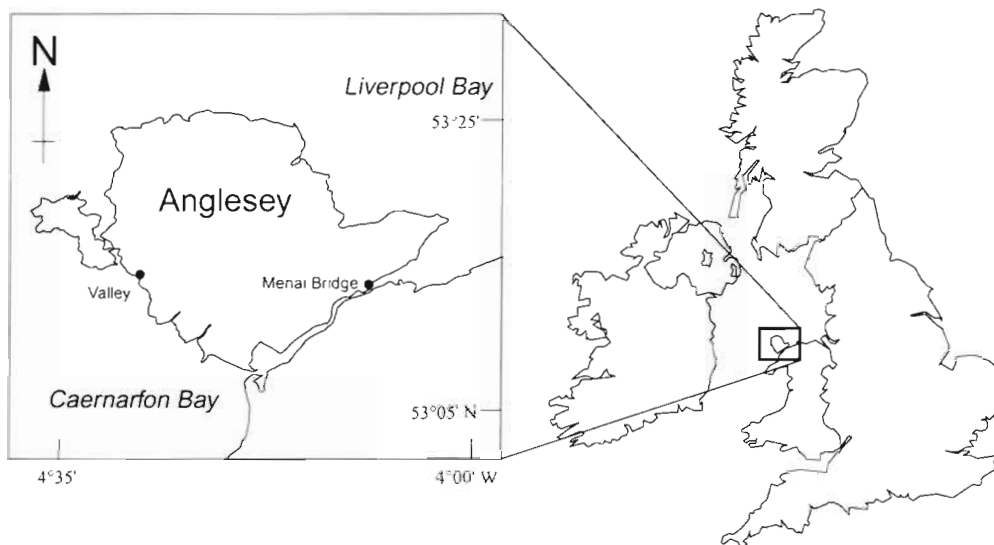 N
Liverpool Bay
53°25'
Anglesey
Valley
Menai Bridge
Caernarfon Bay
53°05' N
4°35'
4°00' W